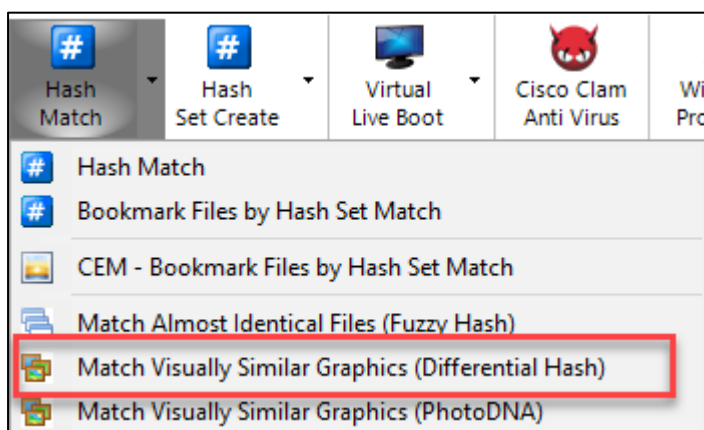 Hash Match
Hash Set Create
Virtual Live Boot
Cisco Clam Anti Virus
Hash Match
Bookmark Files by Hash Set Match
CEM - Bookmark Files by Hash Set Match
Match Almost Identical Files (Fuzzy Hash)
Match Visually Similar Graphics (Differential Hash)
Match Visually Similar Graphics (PhotoDNA)